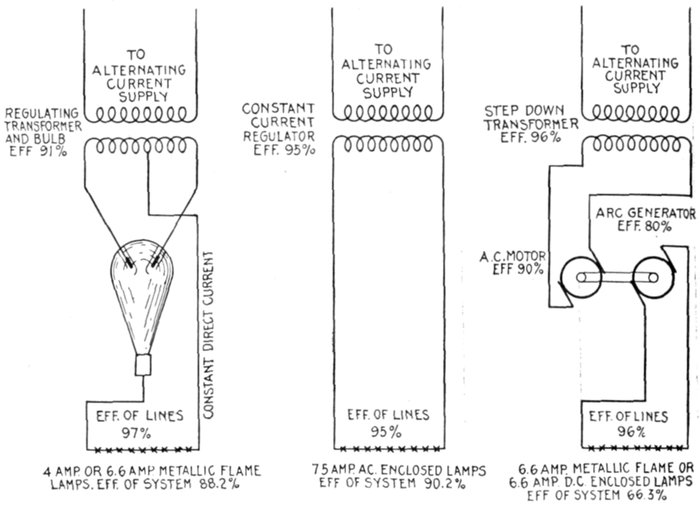 TO
ALTERNATING
CURRENT
SUPPLY
REGULATING
TRANSFORMER
AND BULB
EFF 91%
CONSTANT DIRECT CURRENT
EFF. OF LINES
97%
4 AMP. OR 6.6 AMP METALLIC FLAME
LAMPS. EFF. OF SYSTEM 88.2%
TO
ALTERNATING
CURRENT
SUPPLY
CONSTANT
CURRENT
REGULATOR
EFF. 95%
EFF. OF LINES
95%
7.5 AMP. AC. ENCLOSED LAMPS
EFF OF SYSTEM 90.2%
TO
ALTERNATING
CURRENT
SUPPLY
STEP DOWN
TRANSFORMER
EFF. 96%
ARC GENERATOR
EFF. 80%
A.C. MOTOR
EFF 90%
EFF. OF LINES
96%
6.6 AMP. METALLIC FLAME OR
6.6 AMP. D.C. ENCLOSED LAMPS
EFF OF SYSTEM 66.3%